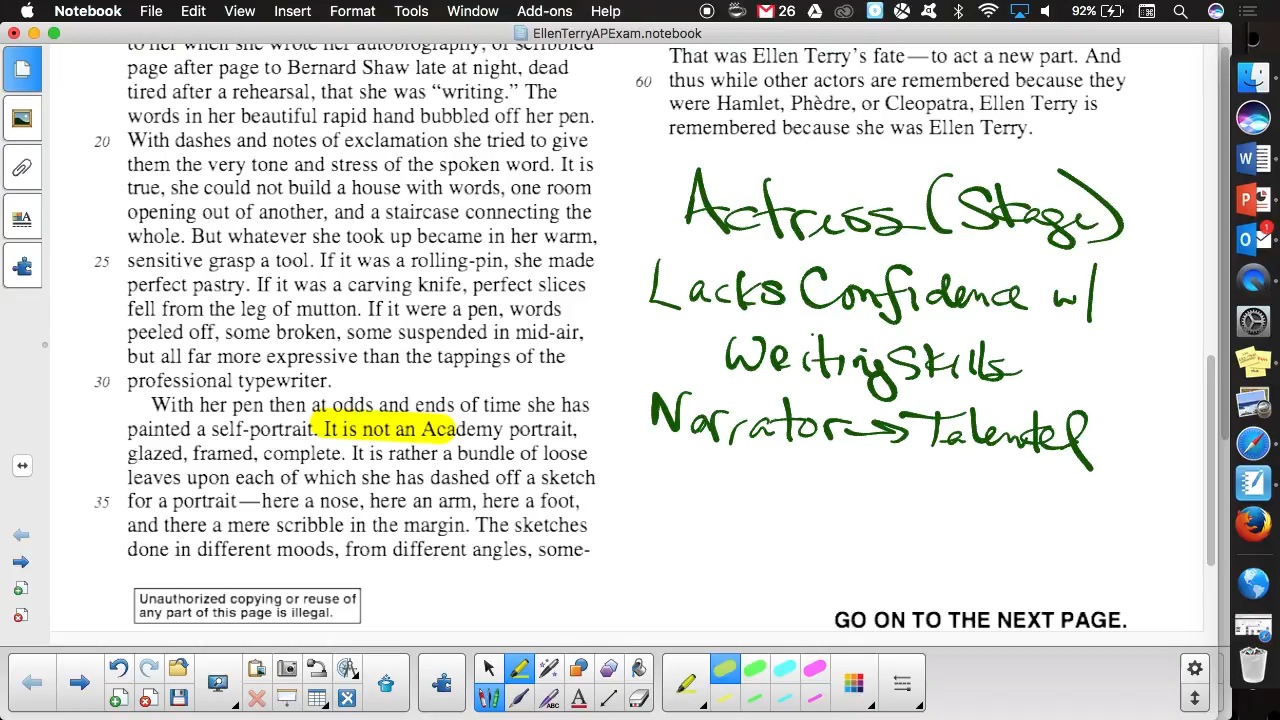 Notebook File Edit View Insert Format Tools Window Add-ons Help 26 92%
EllenTerryAPExam.notebook
to her when she wrote her autobiography, or scribbled
page after page to Bernard Shaw late at night, dead
tired after a rehearsal, that she was “writing.” The
words in her beautiful rapid hand bubbled off her pen.
20 With dashes and notes of exclamation she tried to give
them the very tone and stress of the spoken word. It is
true, she could not build a house with words, one room
opening out of another, and a staircase connecting the
whole. But whatever she took up became in her warm,
25 sensitive grasp a tool. If it was a rolling-pin, she made
perfect pastry. If it was a carving knife, perfect slices
fell from the leg of mutton. If it were a pen, words
peeled off, some broken, some suspended in mid-air,
but all far more expressive than the tappings of the
30 professional typewriter.
With her pen then at odds and ends of time she has
painted a self-portrait. It is not an Academy portrait,
glazed, framed, complete. It is rather a bundle of loose
leaves upon each of which she has dashed off a sketch
35 for a portrait—here a nose, here an arm, here a foot,
and there a mere scribble in the margin. The sketches
done in different moods, from different angles, some-
Unauthorized copying or reuse of
any part of this page is illegal.
That was Ellen Terry’s fate—to act a new part. And
60 thus while other actors are remembered because they
were Hamlet, Phèdre, or Cleopatra, Ellen Terry is
remembered because she was Ellen Terry.
Actress (Stage)
Lacks Confidence w/
Writing Skills
Narrator → Talented
GO ON TO THE NEXT PAGE.